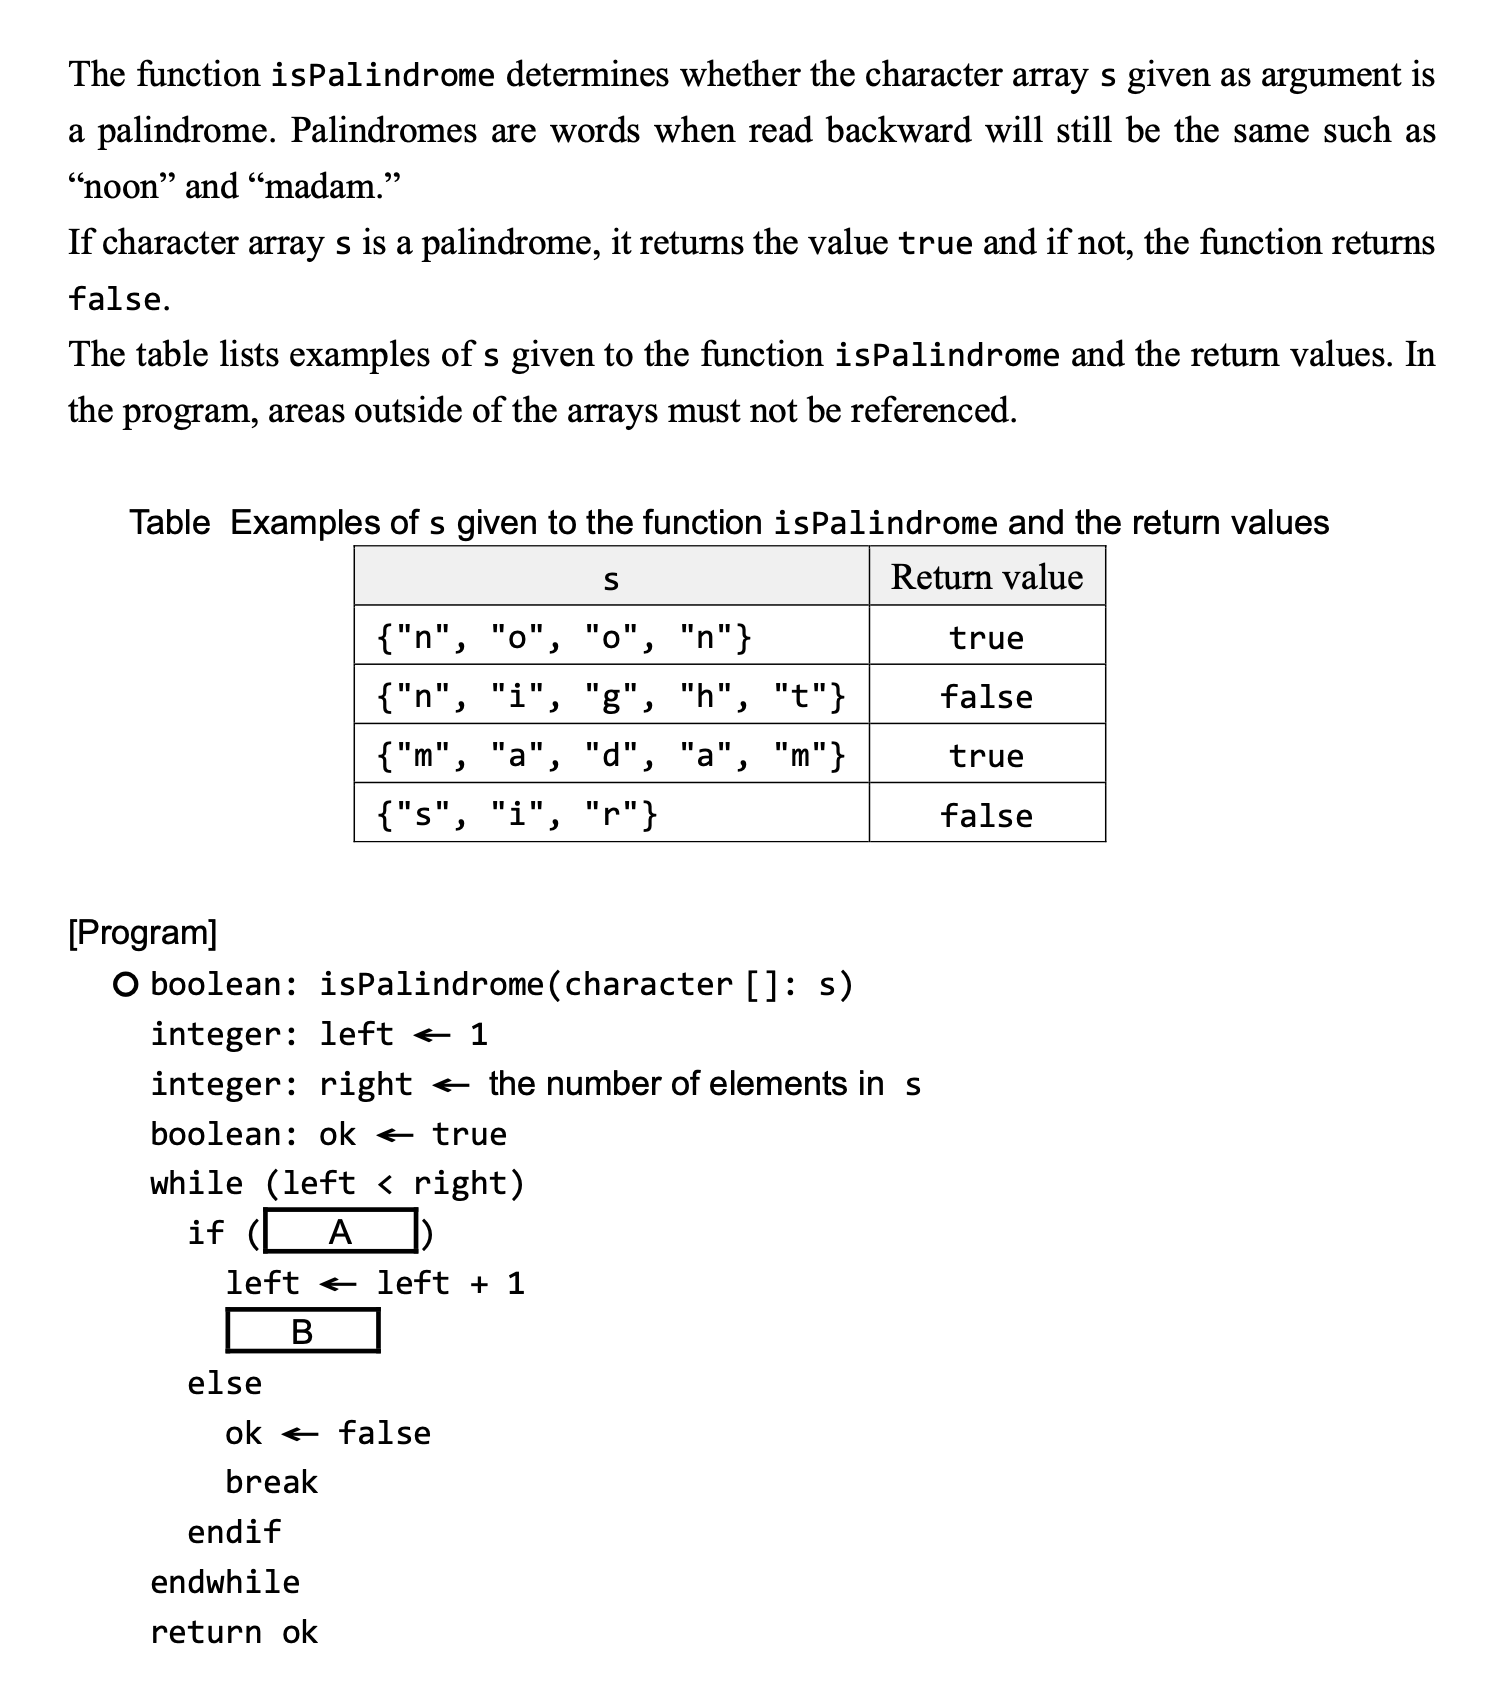 The function isPalindrome determines whether the character array s given as argument is
a palindrome. Palindromes are words when read backward will still be the same such as
“noon” and “madam.”
If character array s is a palindrome, it returns the value true and if not, the function returns
false.
The table lists examples of s given to the function isPalindrome and the return values. In
the program, areas outside of the arrays must not be referenced.
Table Examples of s given to the function isPalindrome and the return values
s Return value
{"n", "o", "o", "n"} true
{"n", "i", "g", "h", "t"} false
{"m", "a", "d", "a", "m"} true
{"s", "i", "r"} false
[Program]
○ boolean: isPalindrome(character []: s)
integer: left ← 1
integer: right ← the number of elements in s
boolean: ok ← true
while (left < right)
if ( A )
left ← left + 1
B
else
ok ← false
break
endif
endwhile
return ok